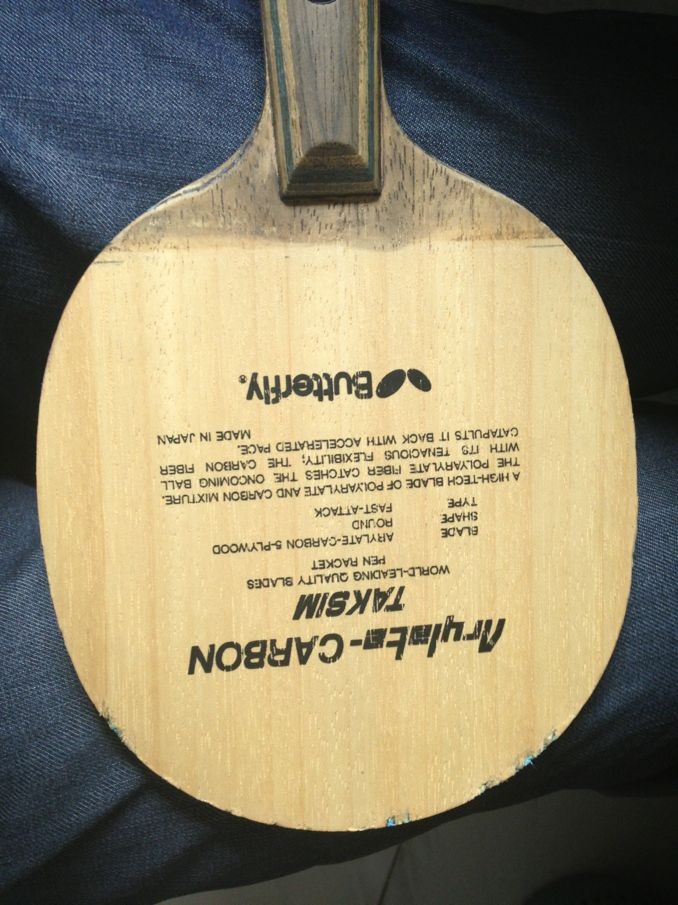 Arylate-CARBON
TAKSIM
WORLD-LEADING QUALITY BLADES
PEN RACKET
BLADE ARYLATE-CARBON 5-PLYWOOD
SHAPE ROUND
TYPE FAST-ATTACK
A HIGH-TECH BLADE OF POLYARYLATE AND CARBON MIXTURE.
THE POLYARYLATE FIBER CATCHES THE ONCOMING BALL
WITH ITS TENACIOUS FLEXIBILITY; THE CARBON FIBER
CATAPULTS IT BACK WITH ACCELERATED PACE.
MADE IN JAPAN
Butterfly.